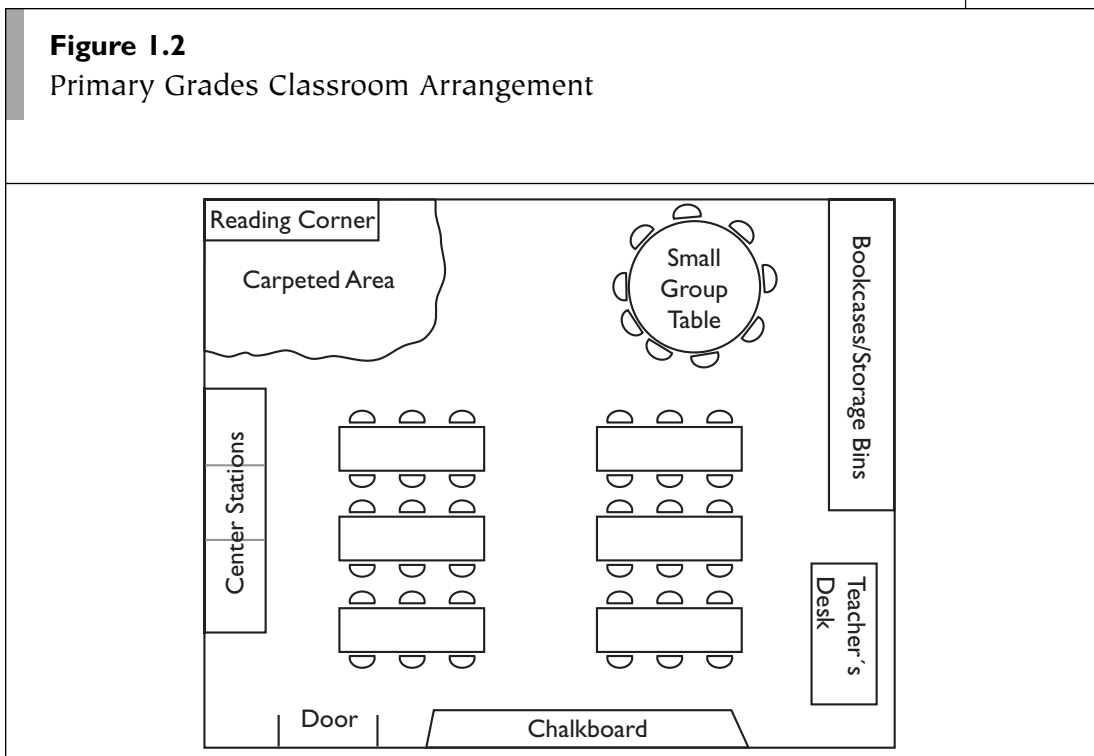 Figure 1.2
Primary Grades Classroom Arrangement
Reading Corner
Carpeted Area
Small
Group
Table
Bookcases/Storage Bins
Center Stations
Teacher´s
Desk
Door
Chalkboard